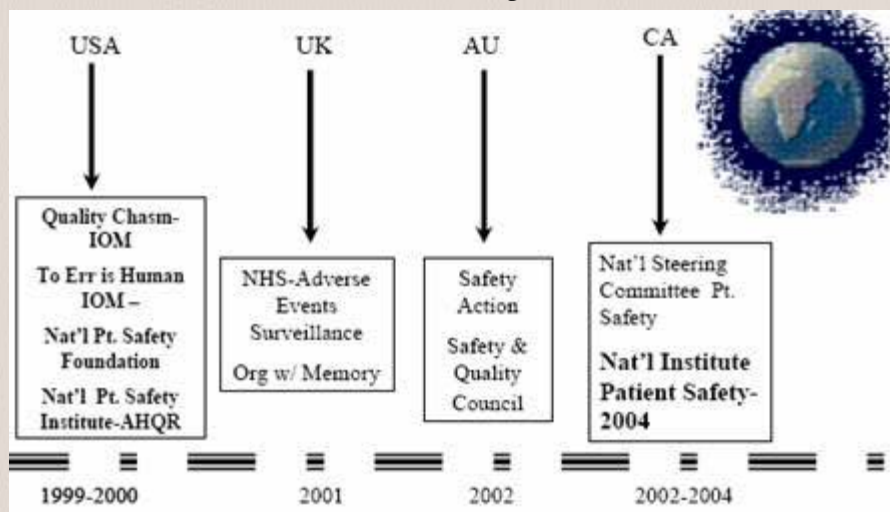 USA
UK
AU
CA
Quality Chasm-
IOM
To Err is Human
IOM –
Nat'l Pt. Safety
Foundation
Nat'l Pt. Safety
Institute-AHQR
NHS-Adverse
Events
Surveillance
Org w/ Memory
Safety
Action
Safety &
Quality
Council
Nat'l Steering
Committee Pt.
Safety
Nat'l Institute
Patient Safety-
2004
1999-2000
2001
2002
2002-2004